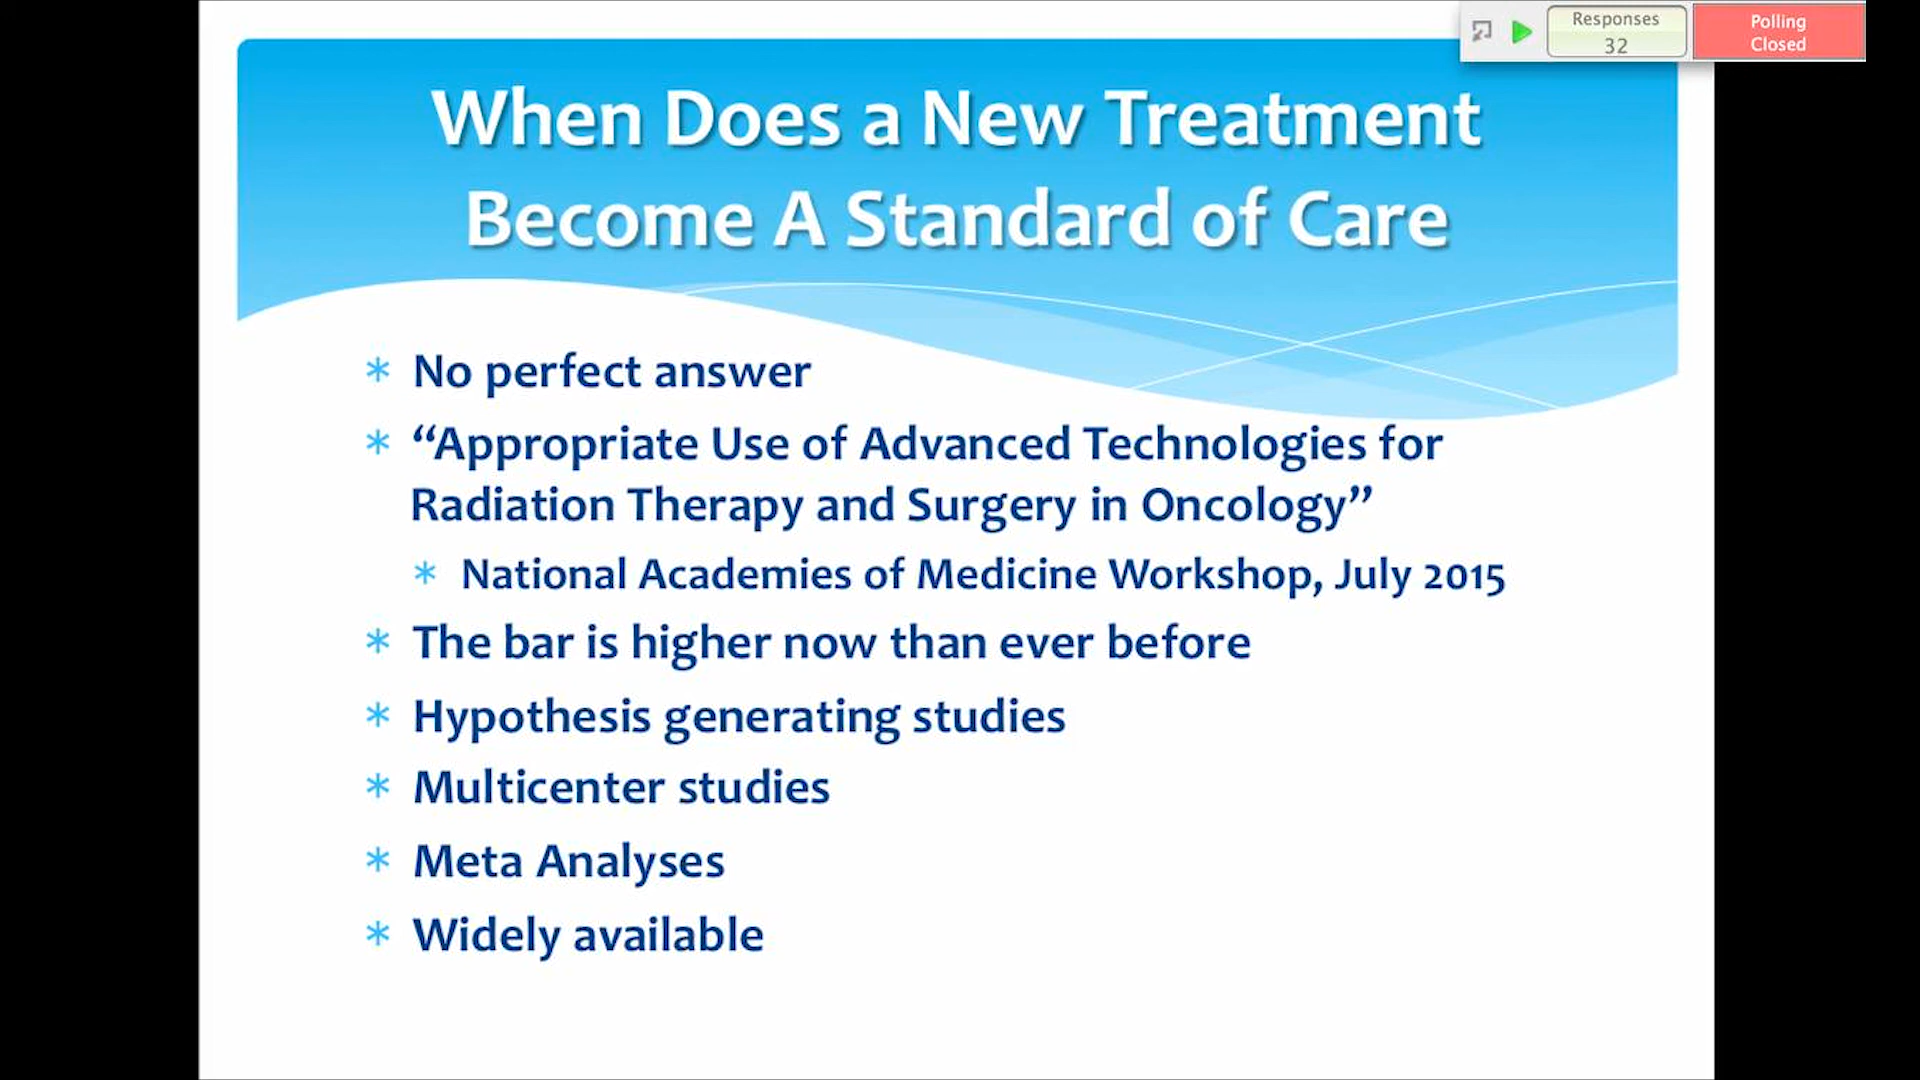 Responses
32
Polling
Closed
When Does a New Treatment
Become A Standard of Care
* No perfect answer
* “Appropriate Use of Advanced Technologies for
Radiation Therapy and Surgery in Oncology”
* National Academies of Medicine Workshop, July 2015
* The bar is higher now than ever before
* Hypothesis generating studies
* Multicenter studies
* Meta Analyses
* Widely available